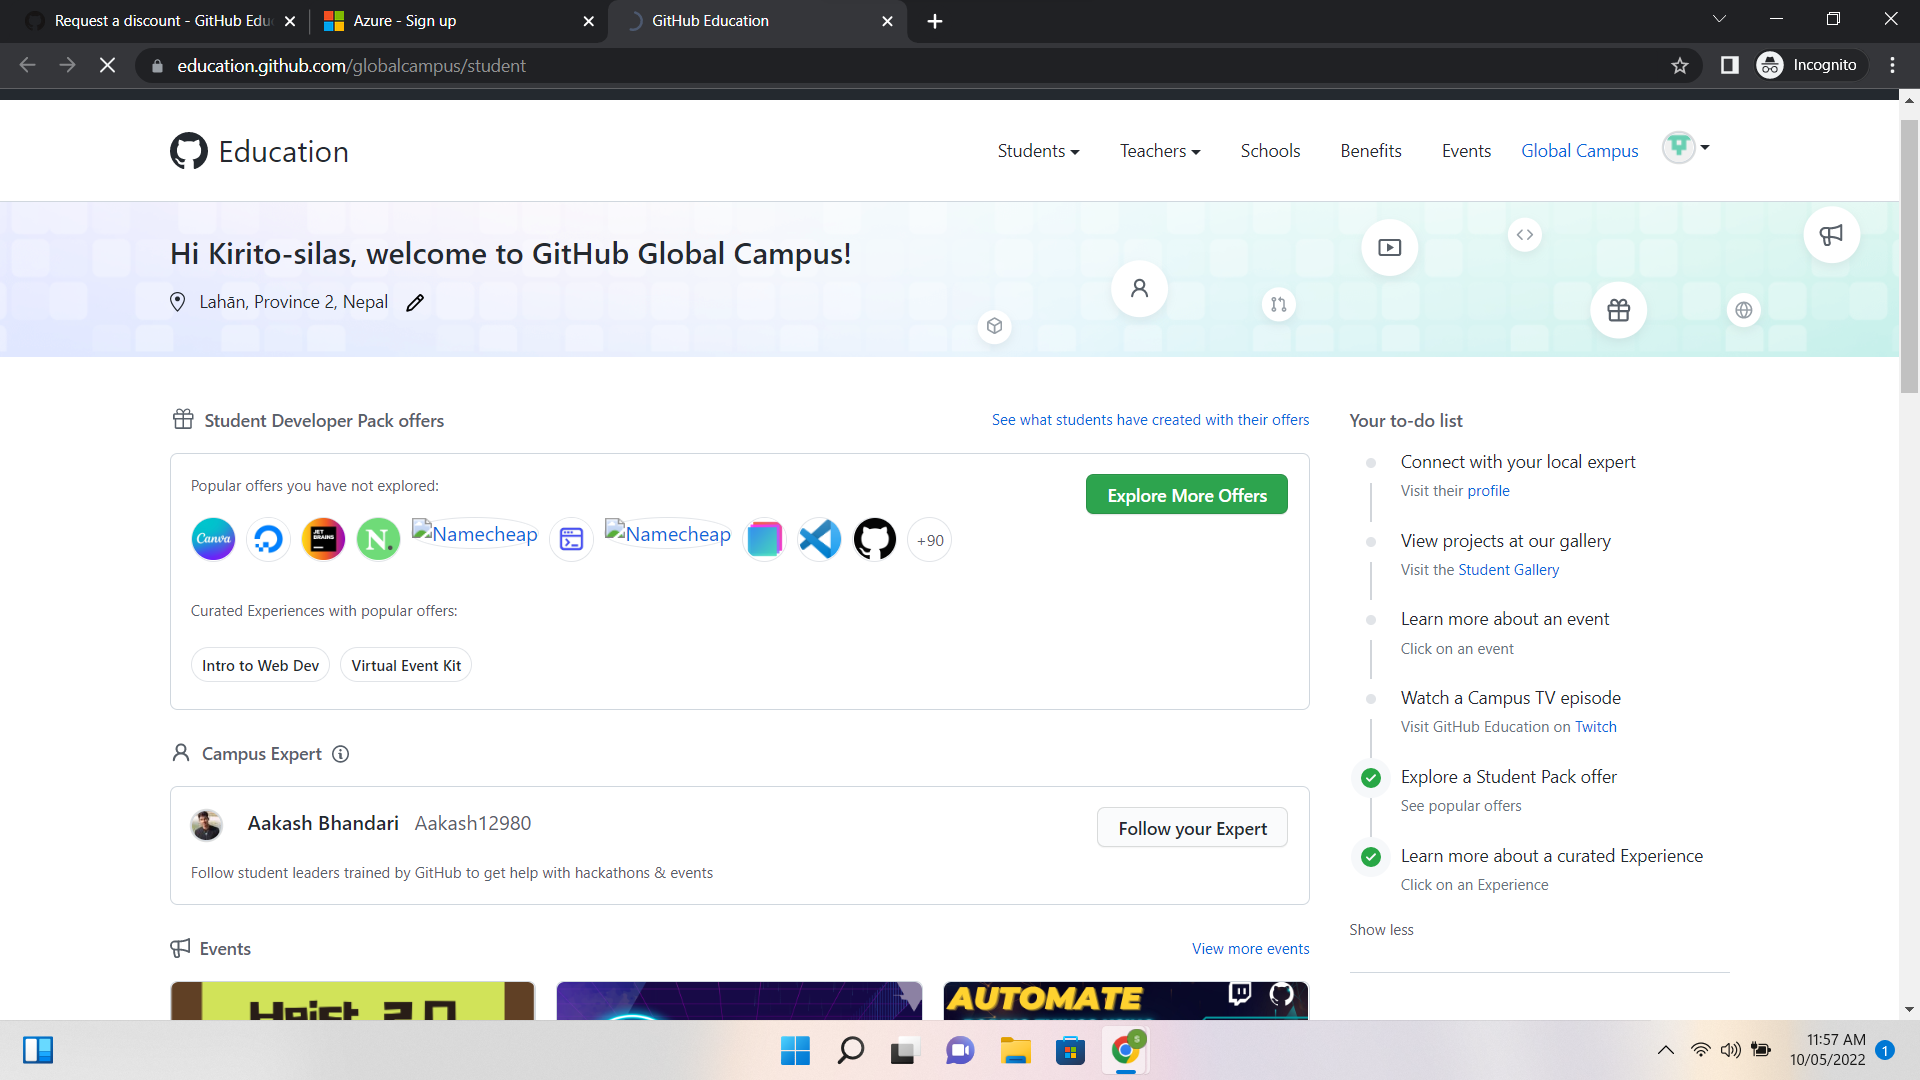 Request a discount - GitHub Edu
Azure - Sign up
GitHub Education
education.github.com/globalcampus/student
Incognito
Education
Students
Teachers
Schools
Benefits
Events
Global Campus
Hi Kirito-silas, welcome to GitHub Global Campus!
Lahān, Province 2, Nepal
Student Developer Pack offers
See what students have created with their offers
Popular offers you have not explored:
Explore More Offers
Canva
JET BRAINS
N.
Namecheap
Namecheap
+90
Curated Experiences with popular offers:
Intro to Web Dev
Virtual Event Kit
Campus Expert
Aakash Bhandari Aakash12980
Follow your Expert
Follow student leaders trained by GitHub to get help with hackathons & events
Events
View more events
Heist 2.0
AUTOMATE
Your to-do list
Connect with your local expert
Visit their profile
View projects at our gallery
Visit the Student Gallery
Learn more about an event
Click on an event
Watch a Campus TV episode
Visit GitHub Education on Twitch
Explore a Student Pack offer
See popular offers
Learn more about a curated Experience
Click on an Experience
Show less
11:57 AM
10/05/2022
1